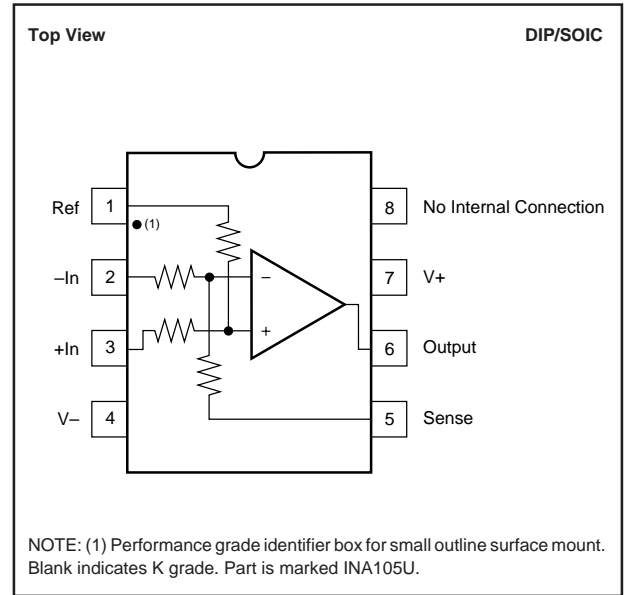 Top View DIP/SOIC
Ref 1 8 No Internal Connection
(1)
–In 2 – 7 V+
+In 3 + 6 Output
V– 4 5 Sense
NOTE: (1) Performance grade identifier box for small outline surface mount.
Blank indicates K grade. Part is marked INA105U.